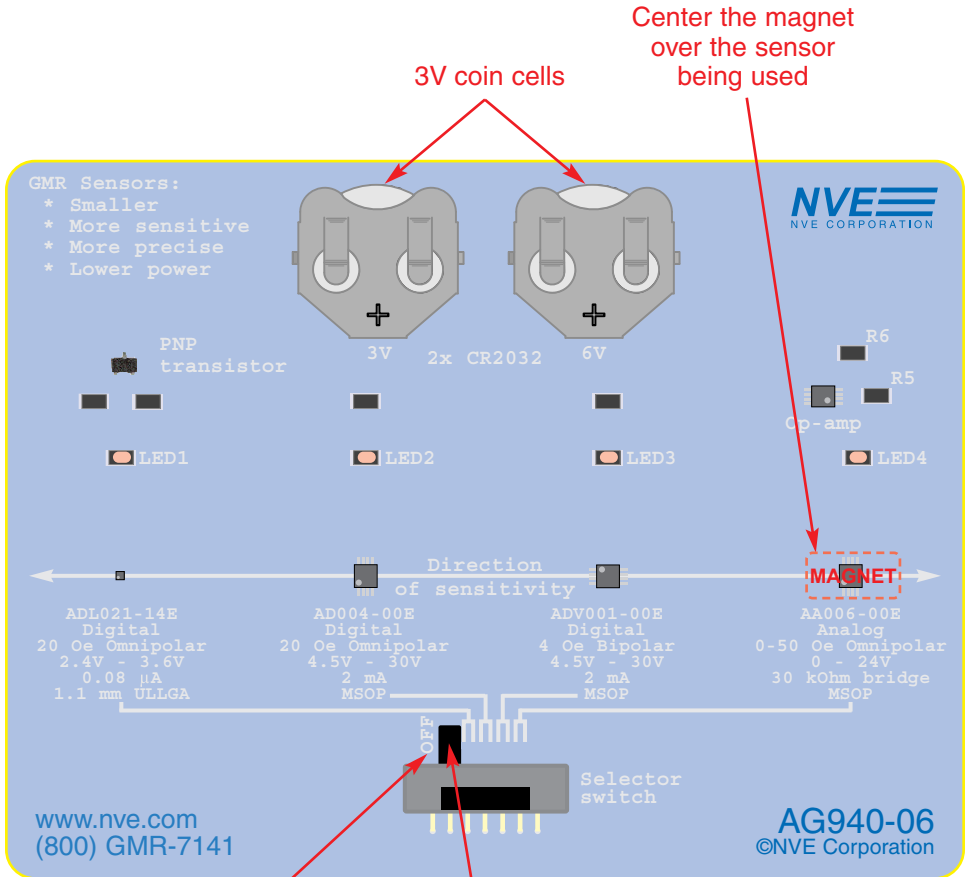 Center the magnet
over the sensor
being used
3V coin cells
GMR Sensors:
* Smaller
* More sensitive
* More precise
* Lower power
NVE
NVE CORPORATION
+
+
3V
2x CR2032
6V
PNP
transistor
R6
R5
Op-amp
LED1
LED2
LED3
LED4
Direction
of sensitivity
MAGNET
ADL021-14E
Digital
20 Oe Omnipolar
2.4V - 3.6V
0.08 µA
1.1 mm ULLGA
AD004-00E
Digital
20 Oe Omnipolar
4.5V - 30V
2 mA
MSOP
ADV001-00E
Digital
4 Oe Bipolar
4.5V - 30V
2 mA
MSOP
AA006-00E
Analog
0-50 Oe Omnipolar
0 - 24V
30 kOhm bridge
MSOP
OFF
Selector
switch
www.nve.com
(800) GMR-7141
AG940-06
©NVE Corporation